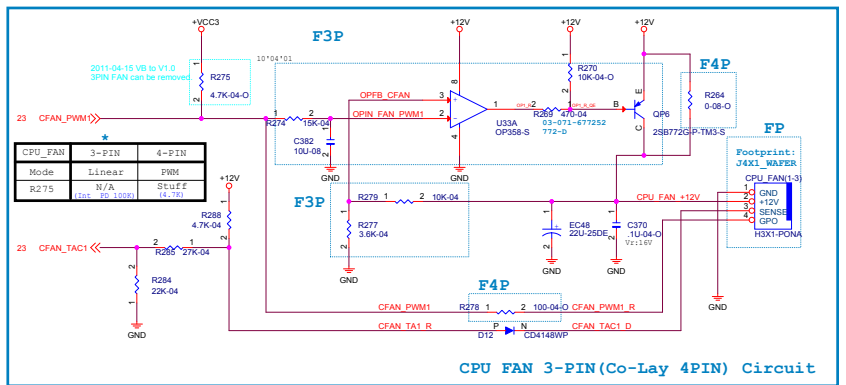 +VCC3
+12V
+12V
+12V
F3P
2011-04-15 VB to V1.0
3PIN FAN can be removed.
10*04'01
R275
4.7K-04-O
R270
10K-04-O
F4P
R264
0-08-O
OPFB_CFAN
OPIN_FAN_PWM1
23 CFAN_PWM1
R274
15K-04
C382
10U-08
U33A
OP358-S
R269
470-04
03-071-677252
772-D
B
E
C
QP6
2SB772G-P-TM3-S
GND
GND
*
CPU_FAN 3-PIN 4-PIN
Mode Linear PWM
R275 N/A (Int PD 100K) Stuff (4.7K)
FP
Footprint:
J4X1_WAFER
CPU_FAN(1-3)
1 GND
2 +12V
3 SENSE
4 GPO
H3X1-PONA
F3P
R279
10K-04
CPU_FAN +12V
R277
3.6K-04
GND
EC48
22U-25DE
GND
C370
.1U-04-O
Vr:16V
GND
GND
+12V
R288
4.7K-04
23 CFAN_TAC1
R285
27K-04
R284
22K-04
GND
F4P
CFAN_PWM1
R278
100-04-O
CFAN_PWM1_R
CFAN_TA1_R
P
N
D12
CD4148WP
CFAN_TAC1_D
CPU FAN 3-PIN(Co-Lay 4PIN) Circuit